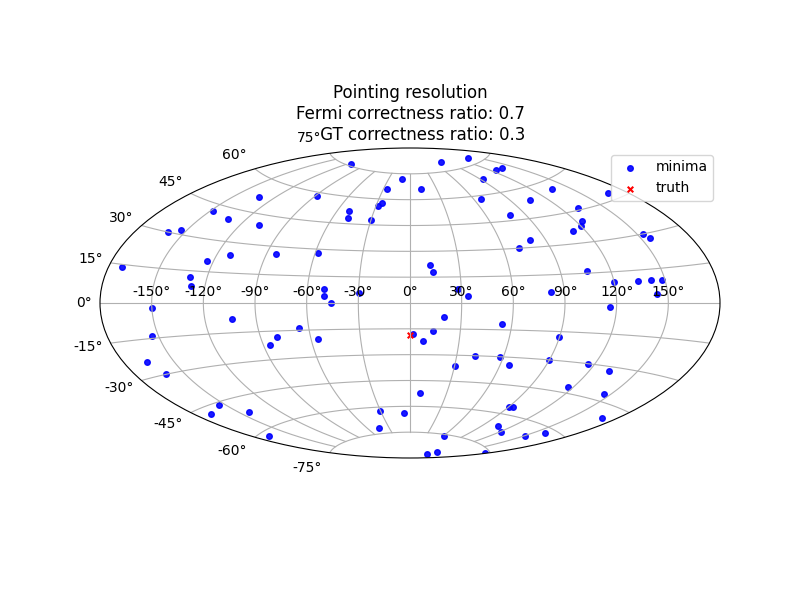 Pointing resolution
Fermi correctness ratio: 0.7
GT correctness ratio: 0.3
75°
60°
45°
30°
15°
0°
-15°
-30°
-45°
-60°
-75°
-150° -120° -90° -60° -30° 0° 30° 60° 90° 120° 150°
minima
truth